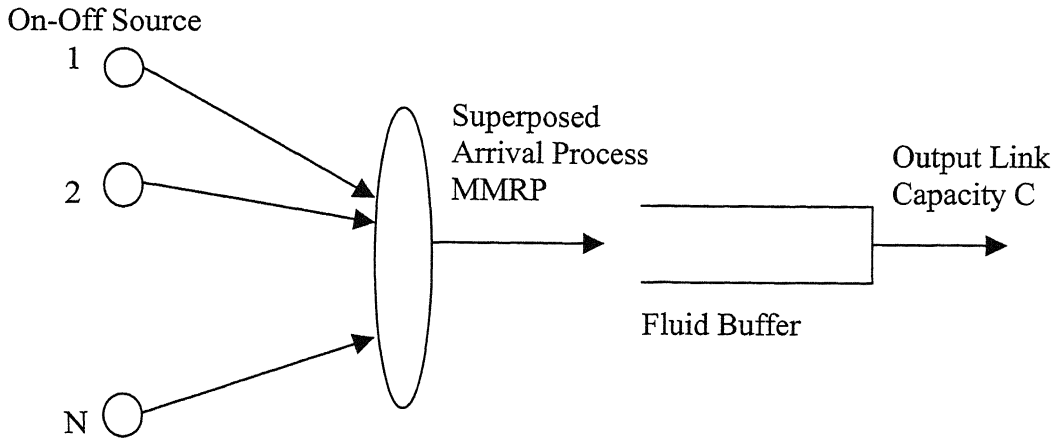 On-Off Source
1
2
N
Superposed
Arrival Process
MMRP
Output Link
Capacity C
Fluid Buffer